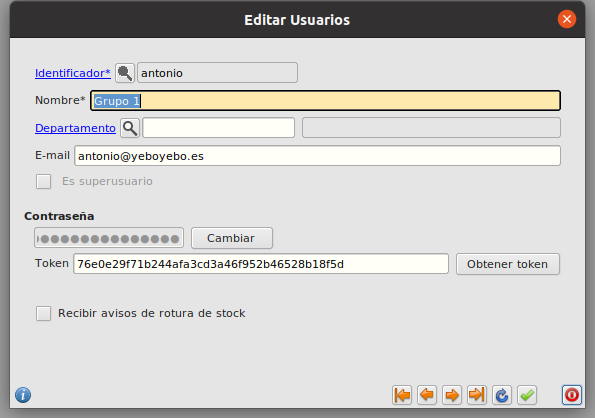 Editar Usuarios
Identificador* antonio
Nombre* Grupo 1
Departamento
E-mail antonio@yeboyebo.es
Es superusuario
Contraseña
Cambiar
Token 76e0e29f71b244afa3cd3a46f952b46528b18f5d Obtener token
Recibir avisos de rotura de stock